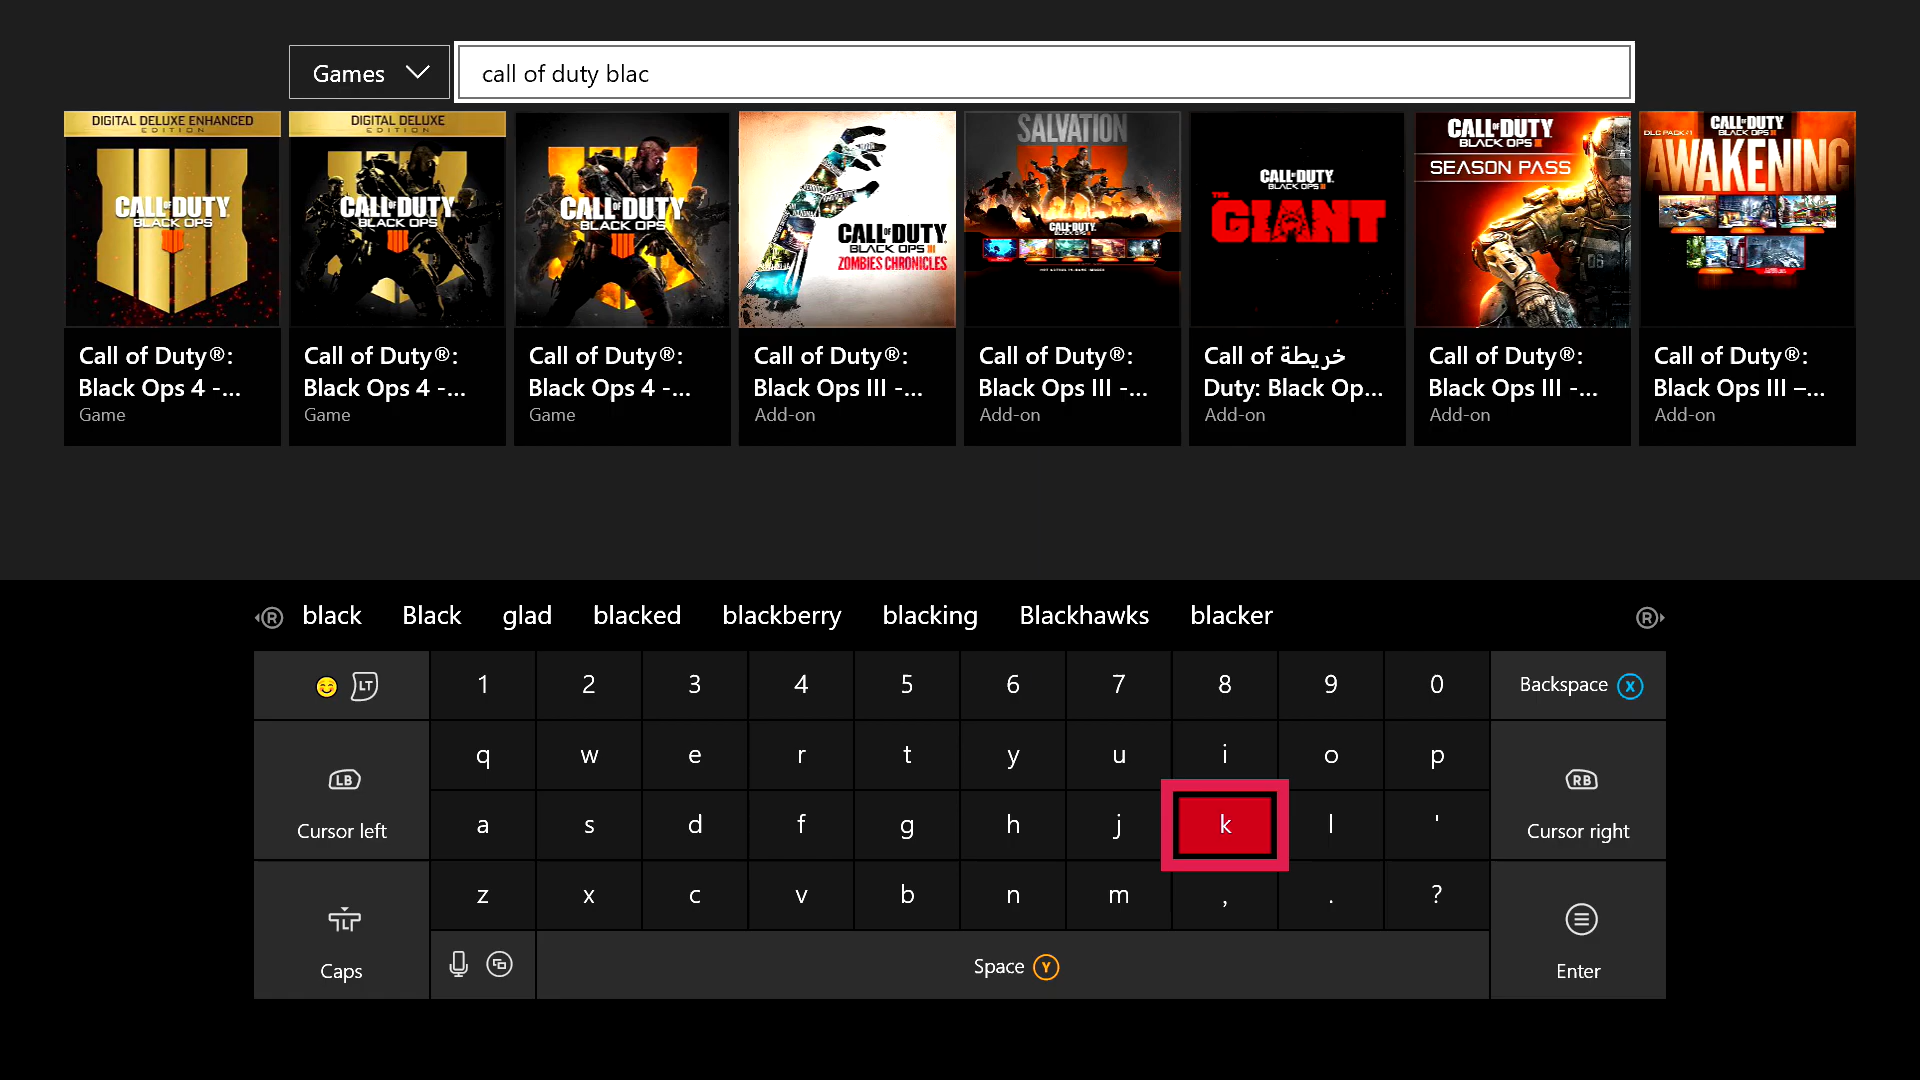 Games
call of duty blac
DIGITAL DELUXE ENHANCED
EDITION
CALL OF DUTY
BLACK OPS
Call of Duty®:
Black Ops 4 -...
Game
DIGITAL DELUXE
EDITION
CALL OF DUTY
BLACK OPS
Call of Duty®:
Black Ops 4 -...
Game
CALL OF DUTY
BLACK OPS
Call of Duty®:
Black Ops 4 -...
Game
CALL OF DUTY
BLACK OPS III
ZOMBIES CHRONICLES
Call of Duty®:
Black Ops III -...
Add-on
SALVATION
CALL OF DUTY
Call of Duty®:
Black Ops III -...
Add-on
CALL OF DUTY
BLACK OPS III
THE
GIANT
Call of خريطة
Duty: Black Op...
Add-on
CALL OF DUTY
BLACK OPS III
SEASON PASS
06
Call of Duty®:
Black Ops III -...
Add-on
CALL OF DUTY
DLC PACK #1 BLACK OPS III
AWAKENING
Call of Duty®:
Black Ops III –...
Add-on
R black Black glad blacked blackberry blacking Blackhawks blacker R
LT 1 2 3 4 5 6 7 8 9 0 Backspace X
q w e r t y u i o p
LB RB
Cursor left a s d f g h j k l ' Cursor right
z x c v b n m , . ?
Caps Space Y Enter